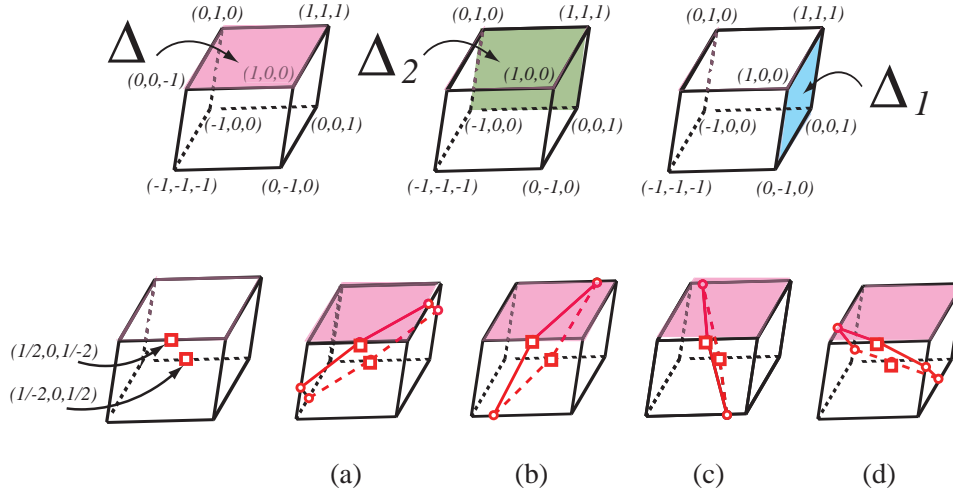 (0,1,0) (1,1,1) (0,1,0) (1,1,1) (0,1,0) (1,1,1)
Δ (0,0,-1) (1,0,0) Δ2 (1,0,0) (1,0,0)
(-1,0,0) (0,0,1) (-1,0,0) (0,0,1) (-1,0,0) (0,0,1) Δ1
(-1,-1,-1) (0,-1,0) (-1,-1,-1) (0,-1,0) (-1,-1,-1) (0,-1,0)
(1/2,0,1/-2)
(1/-2,0,1/2)
(a) (b) (c) (d)